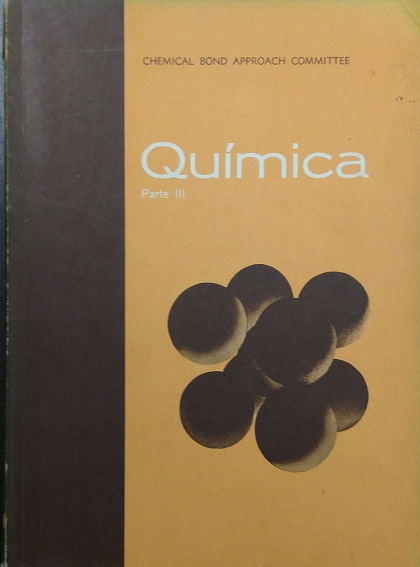 CHEMICAL BOND APPROACH COMMITTEE
Química
Parte III